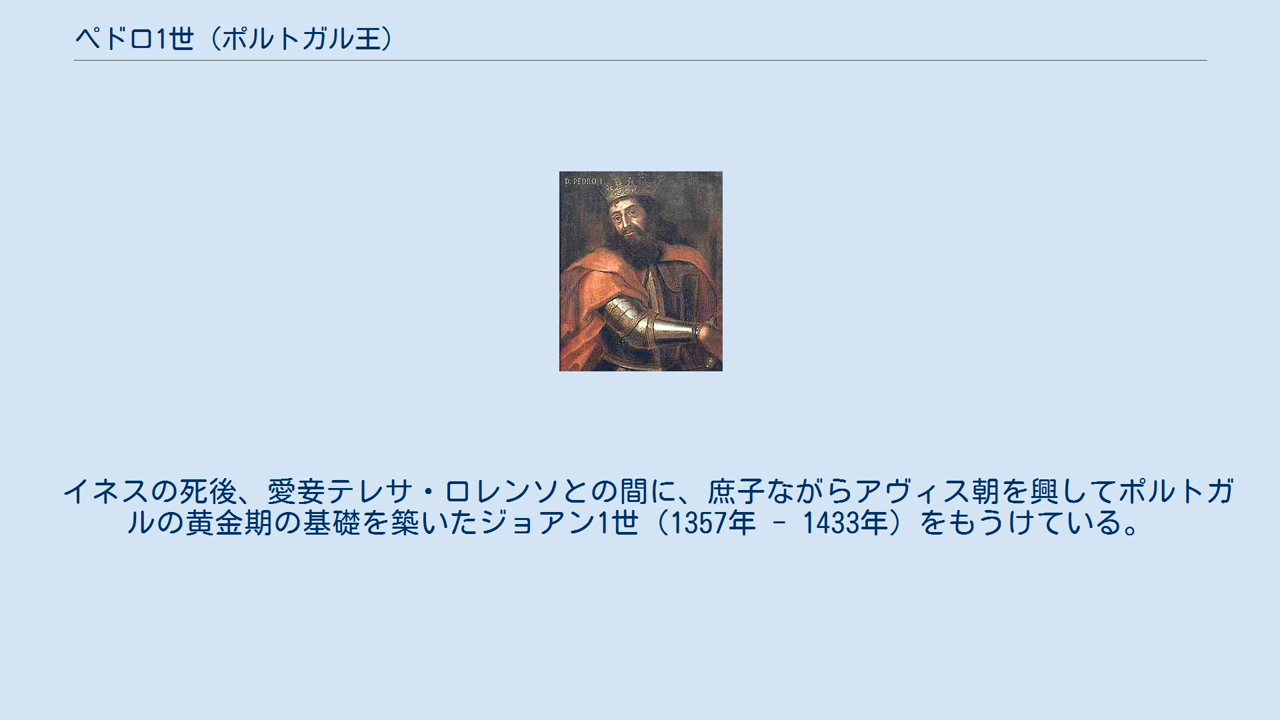 ペドロ1世（ポルトガル王）
D. PEDRO I
イネスの死後、愛妾テレサ・ロレンソとの間に、庶子ながらアヴィス朝を興してポルトガ
ルの黄金期の基礎を築いたジョアン1世（1357年 - 1433年）をもうけている。